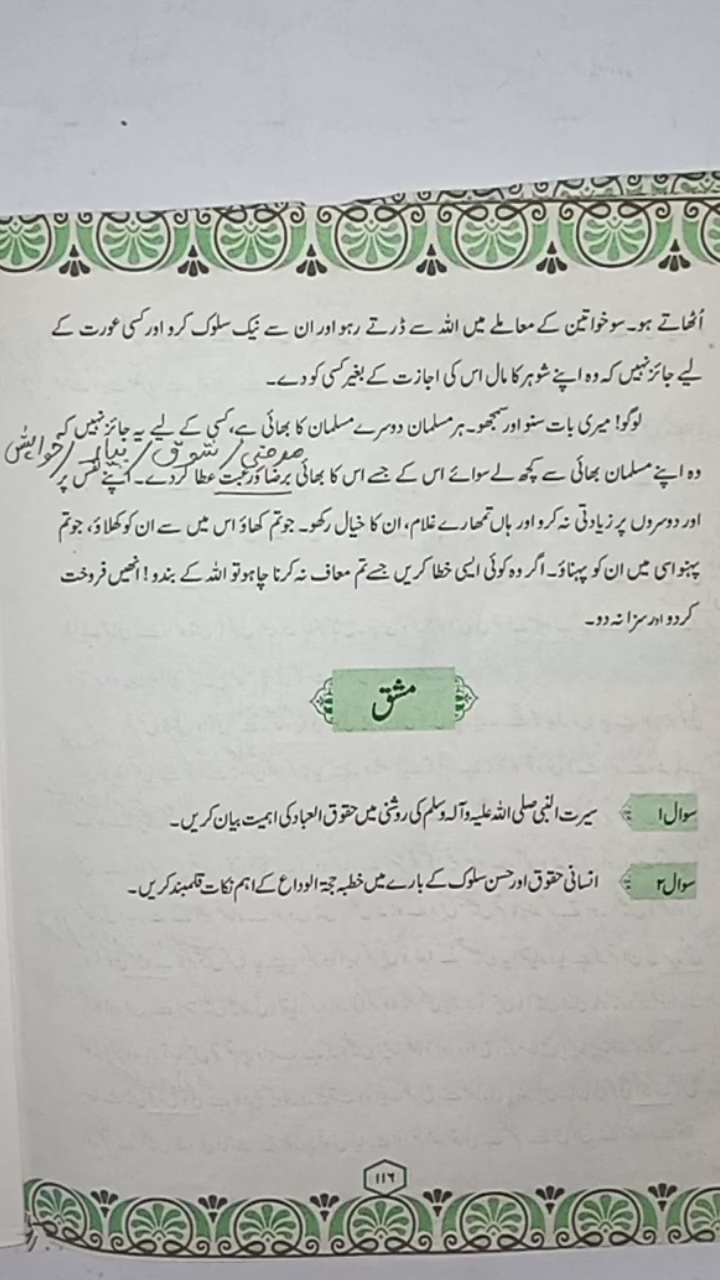 اُٹھاتے ہو۔ سو خواتین کے معاملے میں اللہ سے ڈرتے رہو اور ان سے نیک سلوک کرو اور کسی عورت کے
لیے جائز نہیں کہ وہ اپنے شوہر کا مال اس کی اجازت کے بغیر کسی کو دے۔
لوگو! میری بات سنو اور سمجھو۔ ہر مسلمان دوسرے مسلمان کا بھائی ہے، کسی کے لیے یہ جائز نہیں کہ
مرضی / شوق / پیار / خواہش
وہ اپنے مسلمان بھائی سے کچھ لے سوائے اس کے جسے اس کا بھائی برضا ورغبت عطا کردے۔ اپنے نفس پر
اور دوسروں پر زیادتی نہ کرو اور ہاں تمھارے غلام، ان کا خیال رکھو۔ جو تم کھاؤ اس میں سے ان کو کھلاؤ، جو تم
پہنو اسی میں ان کو پہناؤ۔ اگر وہ کوئی ایسی خطا کریں جسے تم معاف نہ کرنا چاہو تو اللہ کے بندو! انھیں فروخت
کردو اور سزا نہ دو۔
مشق
سوال ۱ سیرت النبی صلی اللہ علیہ وآلہ وسلم کی روشنی میں حقوق العباد کی اہمیت بیان کریں۔
سوال ۲ انسانی حقوق اور حسن سلوک کے بارے میں خطبہ حجۃ الوداع کے اہم نکات قلمبند کریں۔
۱۱۶